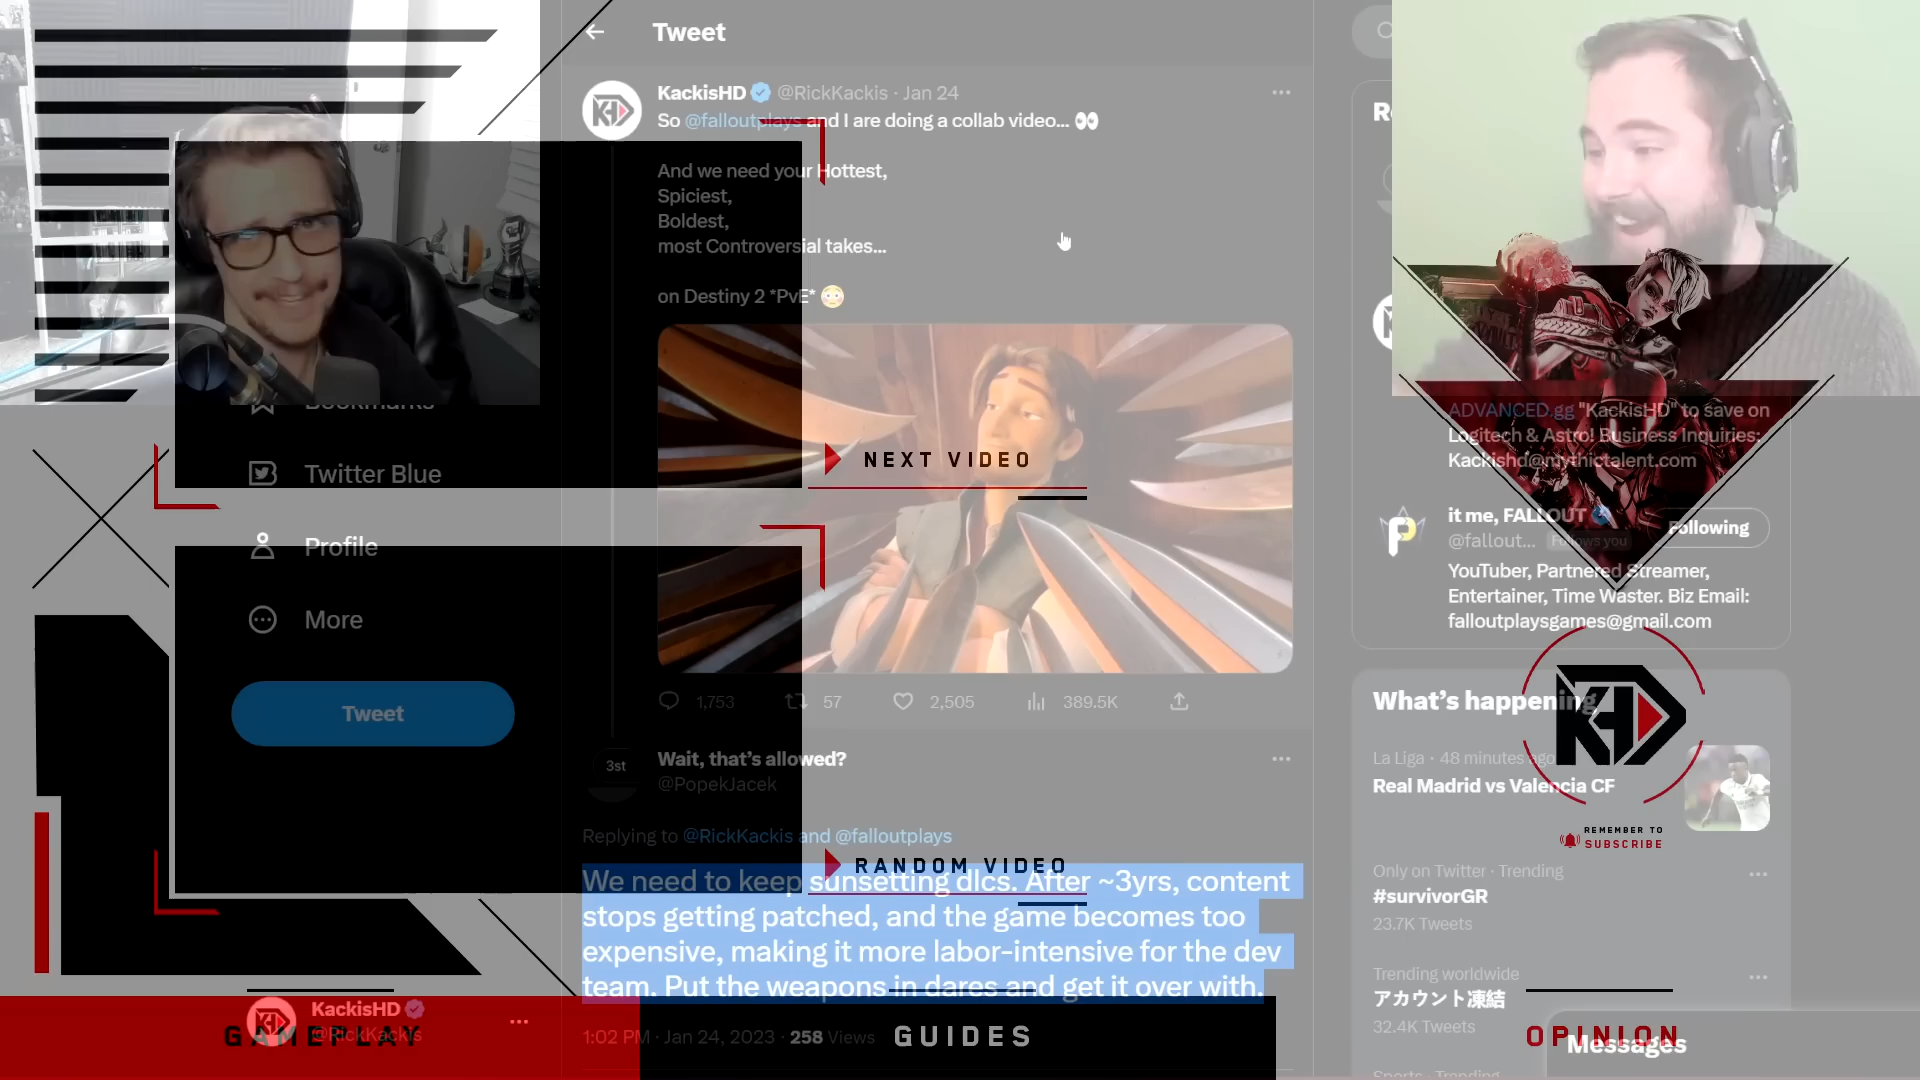 Tweet
KackisHD @RickKackis · Jan 24
So @falloutplays and I are doing a collab video... 👀
And we need your Hottest,
Spiciest,
Boldest,
most Controversial takes...
on Destiny 2 *PvE* 😳
1,753 57 2,505 389.5K
3st
Wait, that's allowed?
@PopekJacek
Replying to @RickKackis and @falloutplays
We need to keep sunsetting dlcs. After ~3yrs, content
stops getting patched, and the game becomes too
expensive, making it more labor-intensive for the dev
team. Put the weapons in dares and get it over with.
1:02 PM · Jan 24, 2023 · 258 Views
Bookmarks
Twitter Blue
Profile
More
Tweet
KackisHD
@RickKackis
NEXT VIDEO
RANDOM VIDEO
GAMEPLAY
GUIDES
OPINION
ADVANCED.gg "KackisHD" to save on
Logitech & Astro! Business Inquiries:
Kackishd@mythictalent.com
it me, FALLOUT
@fallout... Follows you
Following
YouTuber, Partnered Streamer,
Entertainer, Time Waster. Biz Email:
falloutplaysgames@gmail.com
What's happening
La Liga · 48 minutes ago
Real Madrid vs Valencia CF
KHD
REMEMBER TO
SUBSCRIBE
Only on Twitter · Trending
#survivorGR
23.7K Tweets
Trending worldwide
アカウント凍結
32.4K Tweets
Sports · Trending
Messages